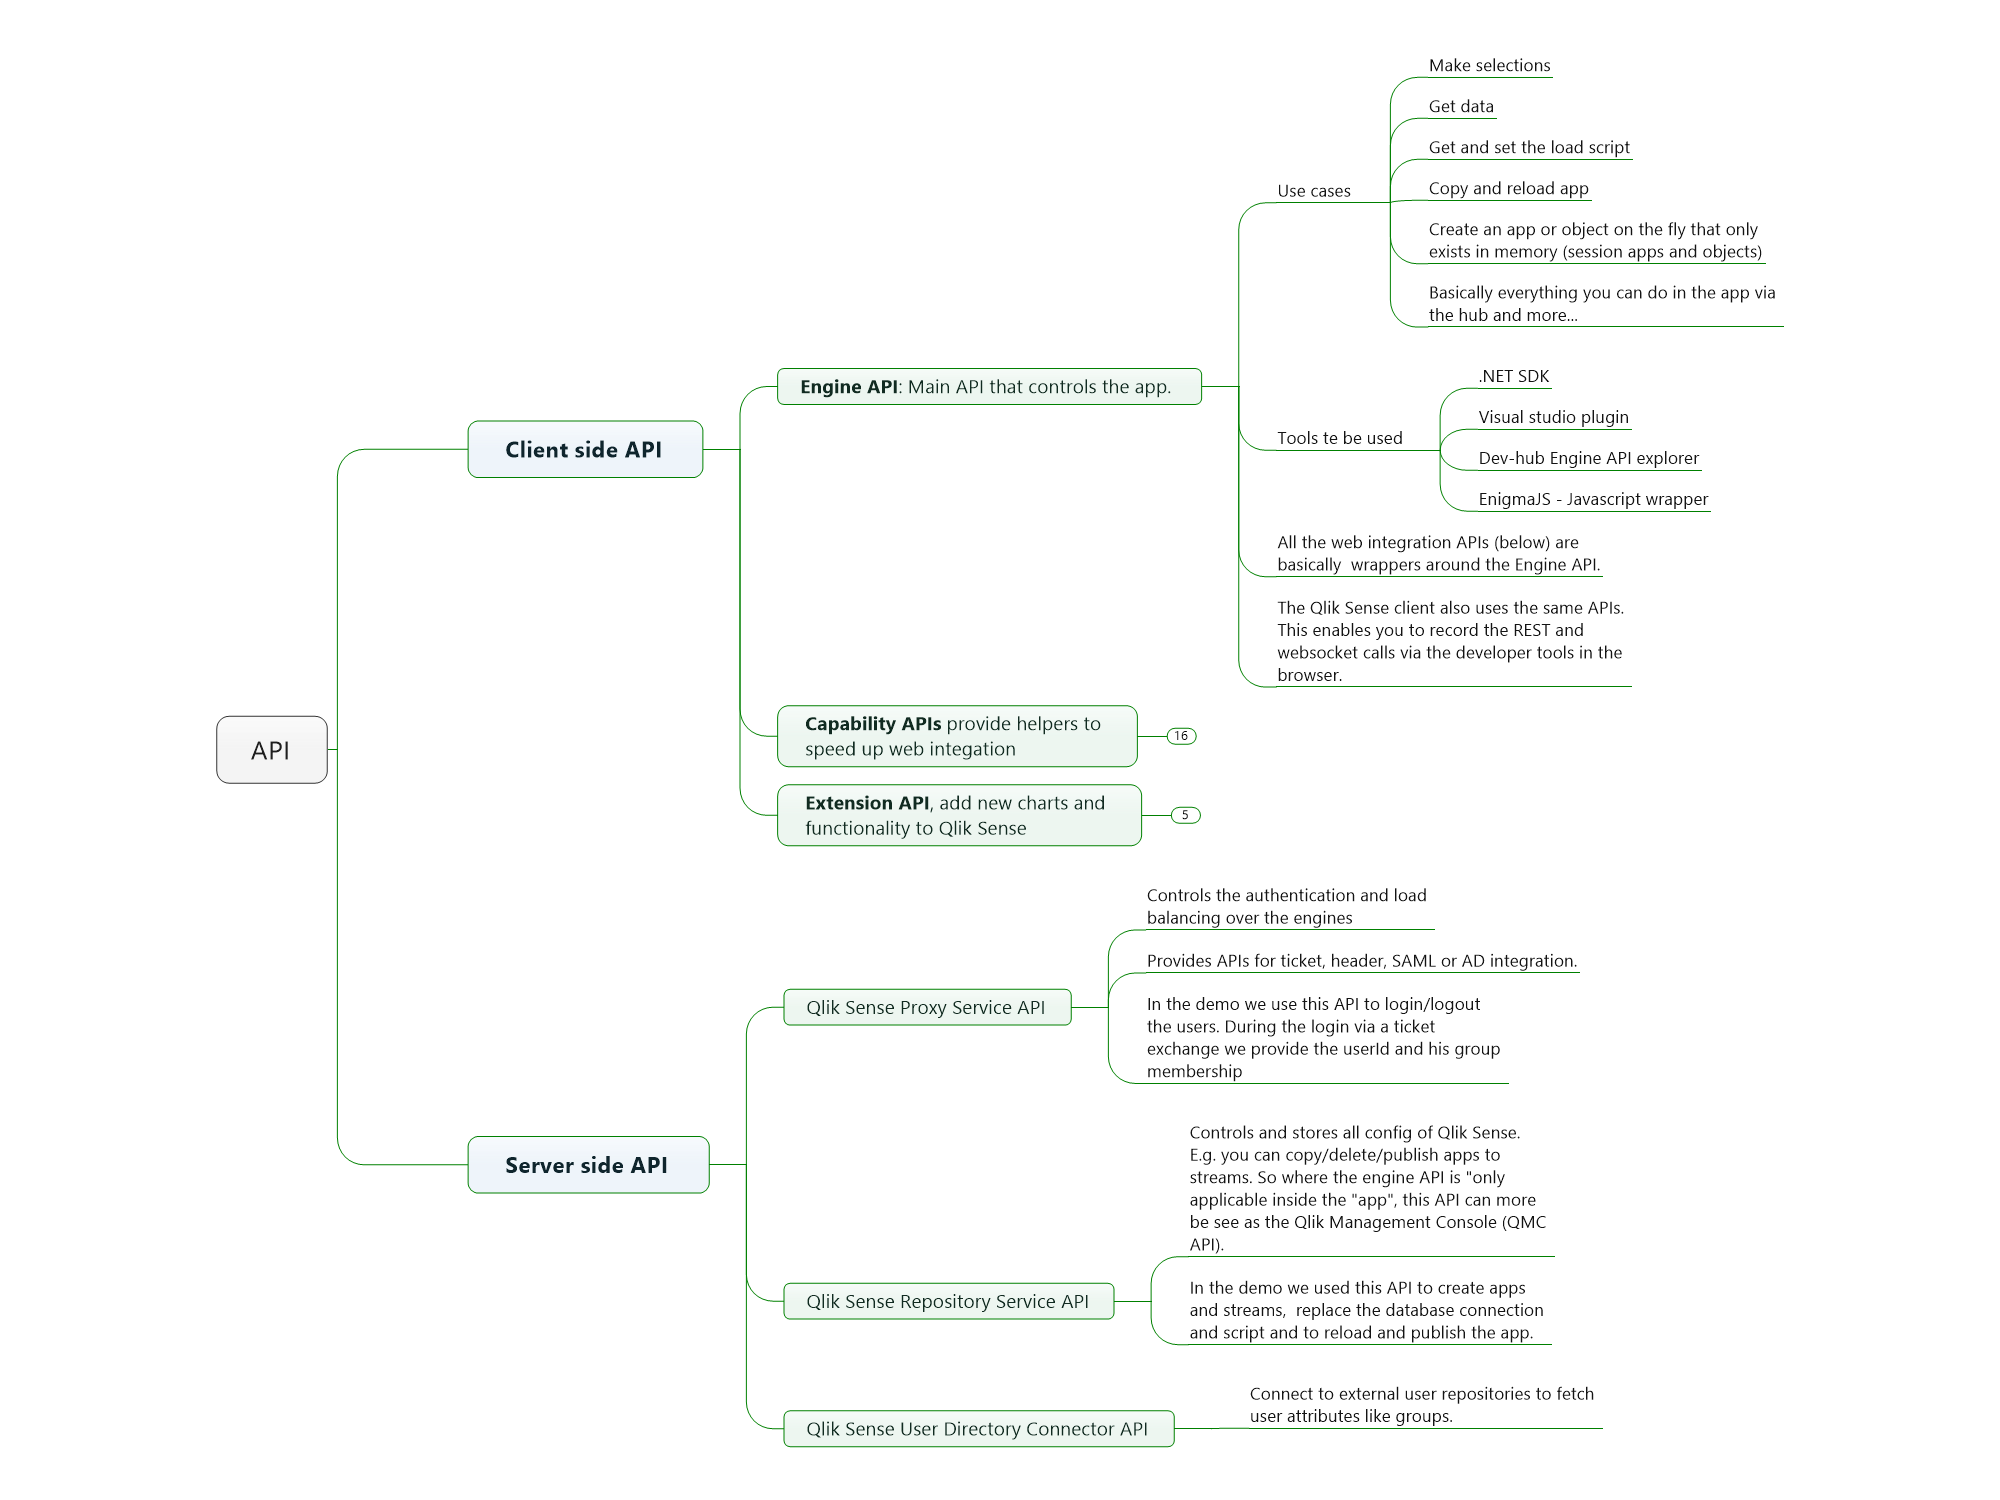 API
Client side API
Engine API: Main API that controls the app.
Use cases
Make selections
Get data
Get and set the load script
Copy and reload app
Create an app or object on the fly that only
exists in memory (session apps and objects)
Basically everything you can do in the app via
the hub and more...
Tools te be used
.NET SDK
Visual studio plugin
Dev-hub Engine API explorer
EnigmaJS - Javascript wrapper
All the web integration APIs (below) are
basically  wrappers around the Engine API.
The Qlik Sense client also uses the same APIs.
This enables you to record the REST and
websocket calls via the developer tools in the
browser.
Capability APIs provide helpers to
speed up web integation
16
Extension API, add new charts and
functionality to Qlik Sense
5
Server side API
Qlik Sense Proxy Service API
Controls the authentication and load
balancing over the engines
Provides APIs for ticket, header, SAML or AD integration.
In the demo we use this API to login/logout
the users. During the login via a ticket
exchange we provide the userId and his group
membership
Qlik Sense Repository Service API
Controls and stores all config of Qlik Sense.
E.g. you can copy/delete/publish apps to
streams. So where the engine API is "only
applicable inside the "app", this API can more
be see as the Qlik Management Console (QMC
API).
In the demo we used this API to create apps
and streams,  replace the database connection
and script and to reload and publish the app.
Qlik Sense User Directory Connector API
Connect to external user repositories to fetch
user attributes like groups.